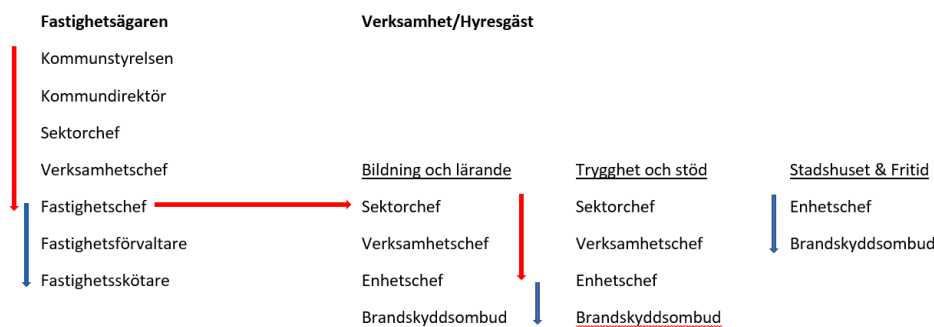 Fastighetsägaren Verksamhet/Hyresgäst
Kommunstyrelsen
Kommundirektör
Sektorchef
Verksamhetschef Bildning och lärande Trygghet och stöd Stadshuset & Fritid
Fastighetschef Sektorchef Sektorchef Enhetschef
Fastighetsförvaltare Verksamhetschef Verksamhetschef Brandskyddsombud
Fastighetsskötare Enhetschef Enhetschef
Brandskyddsombud Brandskyddsombud